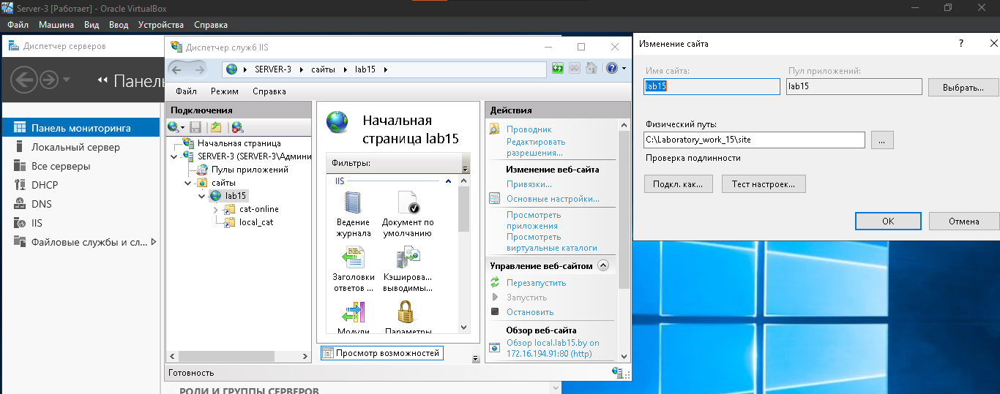 Server-3 [Работает] - Oracle VirtualBox
Файл Машина Вид Ввод Устройства Справка
Диспетчер серверов
Панель
Панель мониторинга
Локальный сервер
Все серверы
DHCP
DNS
IIS
Файловые службы и сл...
РОЛИ И ГРУППЫ СЕРВЕРОВ
Диспетчер служб IIS
SERVER-3 сайты lab15
Файл Режим Справка
Подключения
Начальная страница
SERVER-3 (SERVER-3\Админи
Пулы приложений
сайты
lab15
cat-online
local_cat
Начальная
страница lab15
Фильтры:
IIS
Ведение
журнала
Документ по
умолчанию
Заголовки
ответов ...
Кэширова...
выводимы...
Модули
Параметры
Просмотр возможностей
Действия
Проводник
Редактировать
разрешения...
Изменение веб-сайта
Привязки...
Основные настройки...
Просмотреть
приложения
Просмотреть
виртуальные каталоги
Управление веб-сайтом
Перезапустить
Запустить
Остановить
Обзор веб-сайта
Обзор local.lab15.by on
172.16.194.91:80 (http)
Готовность
Изменение сайта
Имя сайта:
lab15
Пул приложений:
lab15
Выбрать...
Физический путь:
C:\Laboratory_work_15\site
...
Проверка подлинности
Подкл. как...
Тест настроек...
ОК
Отмена